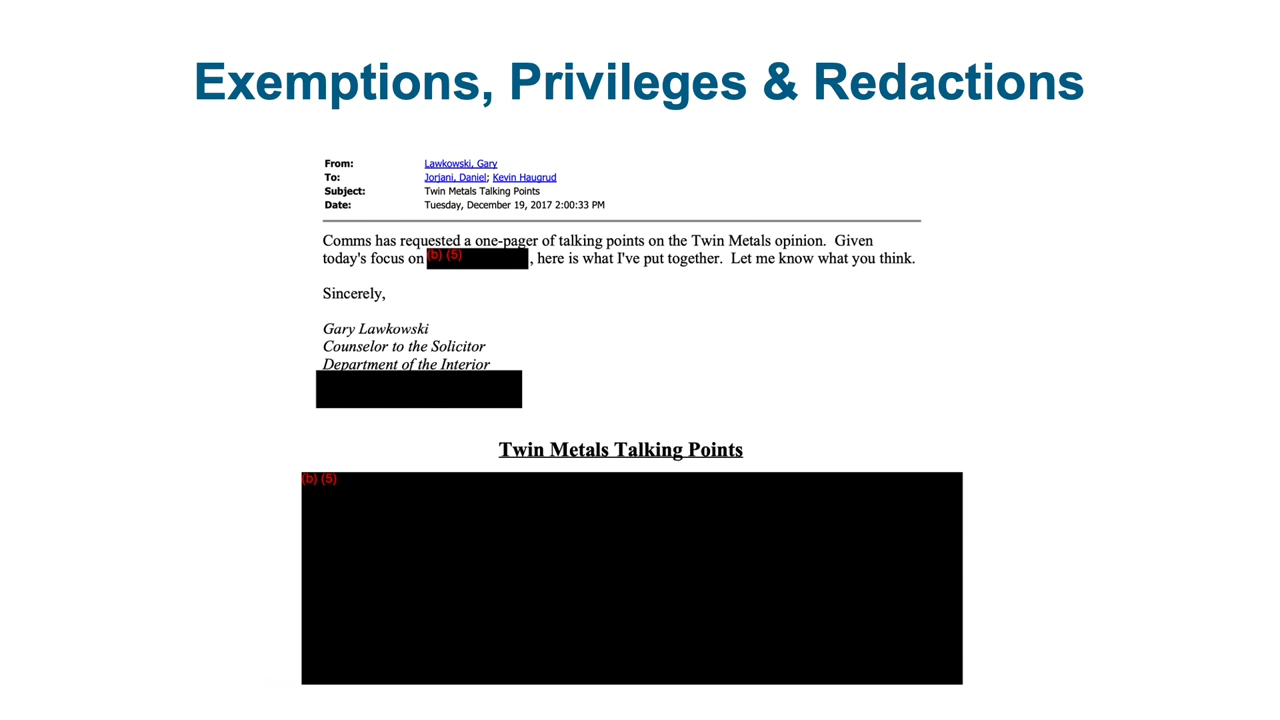 Exemptions, Privileges & Redactions
From: Lawkowski, Gary
To: Jorjani, Daniel; Kevin Haugrud
Subject: Twin Metals Talking Points
Date: Tuesday, December 19, 2017 2:00:33 PM
Comms has requested a one-pager of talking points on the Twin Metals opinion. Given
today's focus on (b) (5) , here is what I've put together. Let me know what you think.
Sincerely,
Gary Lawkowski
Counselor to the Solicitor
Department of the Interior
Twin Metals Talking Points
(b) (5)